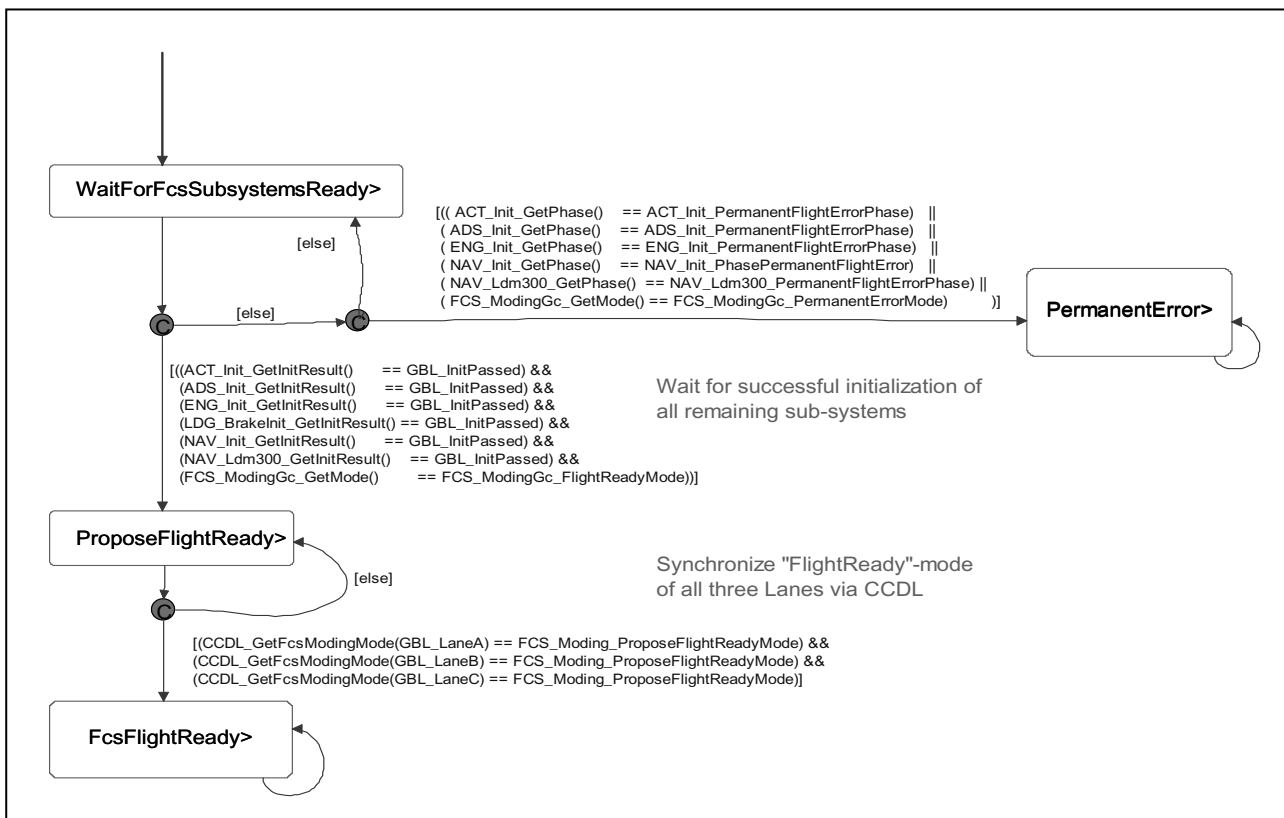 WaitForFcsSubsystemsReady>
[else]
[(( ACT_Init_GetPhase() == ACT_Init_PermanentFlightErrorPhase) ||
( ADS_Init_GetPhase() == ADS_Init_PermanentFlightErrorPhase) ||
( ENG_Init_GetPhase() == ENG_Init_PermanentFlightErrorPhase) ||
( NAV_Init_GetPhase() == NAV_Init_PhasePermanentFlightError) ||
( NAV_Ldm300_GetPhase() == NAV_Ldm300_PermanentFlightErrorPhase) ||
( FCS_ModingGc_GetMode() == FCS_ModingGc_PermanentErrorMode) )]
[else]
C
C
PermanentError>
[((ACT_Init_GetInitResult() == GBL_InitPassed) &&
(ADS_Init_GetInitResult() == GBL_InitPassed) &&
(ENG_Init_GetInitResult() == GBL_InitPassed) &&
(LDG_BrakeInit_GetInitResult() == GBL_InitPassed) &&
(NAV_Init_GetInitResult() == GBL_InitPassed) &&
(NAV_Ldm300_GetInitResult() == GBL_InitPassed) &&
(FCS_ModingGc_GetMode() == FCS_ModingGc_FlightReadyMode))]
Wait for successful initialization of
all remaining sub-systems
ProposeFlightReady>
[else]
C
Synchronize "FlightReady"-mode
of all three Lanes via CCDL
[(CCDL_GetFcsModingMode(GBL_LaneA) == FCS_Moding_ProposeFlightReadyMode) &&
(CCDL_GetFcsModingMode(GBL_LaneB) == FCS_Moding_ProposeFlightReadyMode) &&
(CCDL_GetFcsModingMode(GBL_LaneC) == FCS_Moding_ProposeFlightReadyMode)]
FcsFlightReady>